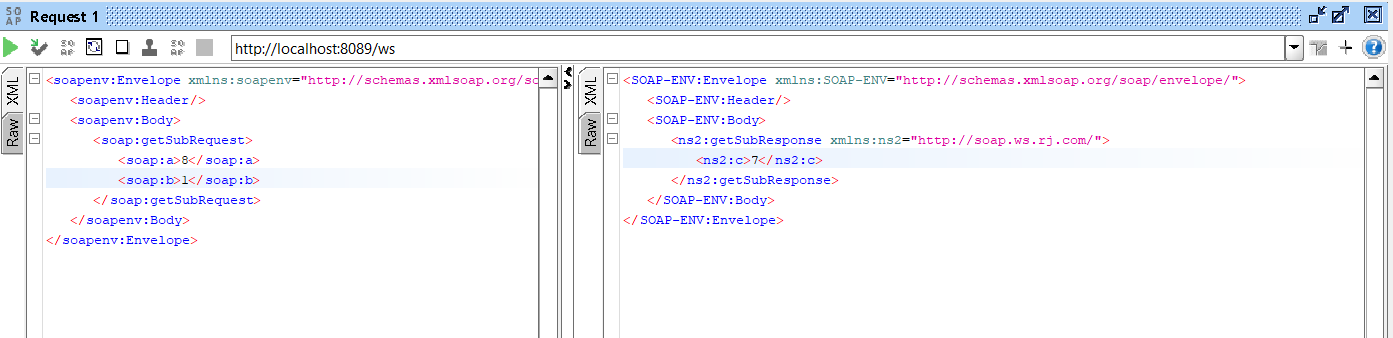 SO AP Request 1
SO AP SO AP http://localhost:8089/ws
XML
Raw
<soapenv:Envelope xmlns:soapenv="http://schemas.xmlsoap.org/so
<soapenv:Header/>
<soapenv:Body>
<soap:getSubRequest>
<soap:a>8</soap:a>
<soap:b>1</soap:b>
</soap:getSubRequest>
</soapenv:Body>
</soapenv:Envelope>
XML
Raw
<SOAP-ENV:Envelope xmlns:SOAP-ENV="http://schemas.xmlsoap.org/soap/envelope/">
<SOAP-ENV:Header/>
<SOAP-ENV:Body>
<ns2:getSubResponse xmlns:ns2="http://soap.ws.rj.com/">
<ns2:c>7</ns2:c>
</ns2:getSubResponse>
</SOAP-ENV:Body>
</SOAP-ENV:Envelope>